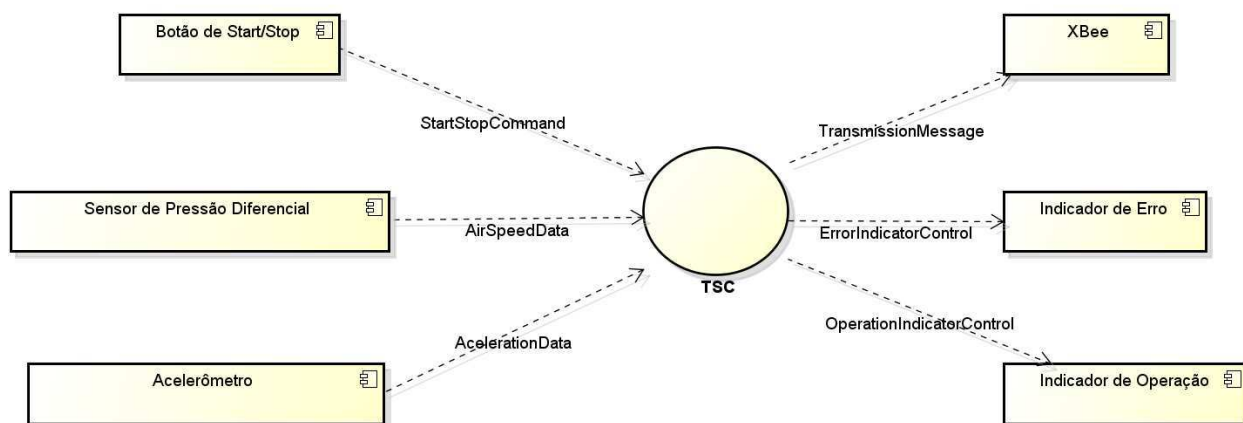 Botão de Start/Stop
XBee
StartStopCommand
TransmissionMessage
Sensor de Pressão Diferencial
Indicador de Erro
AirSpeedData
ErrorIndicatorControl
TSC
AcelerationData
OperationIndicatorControl
Acelerômetro
Indicador de Operação